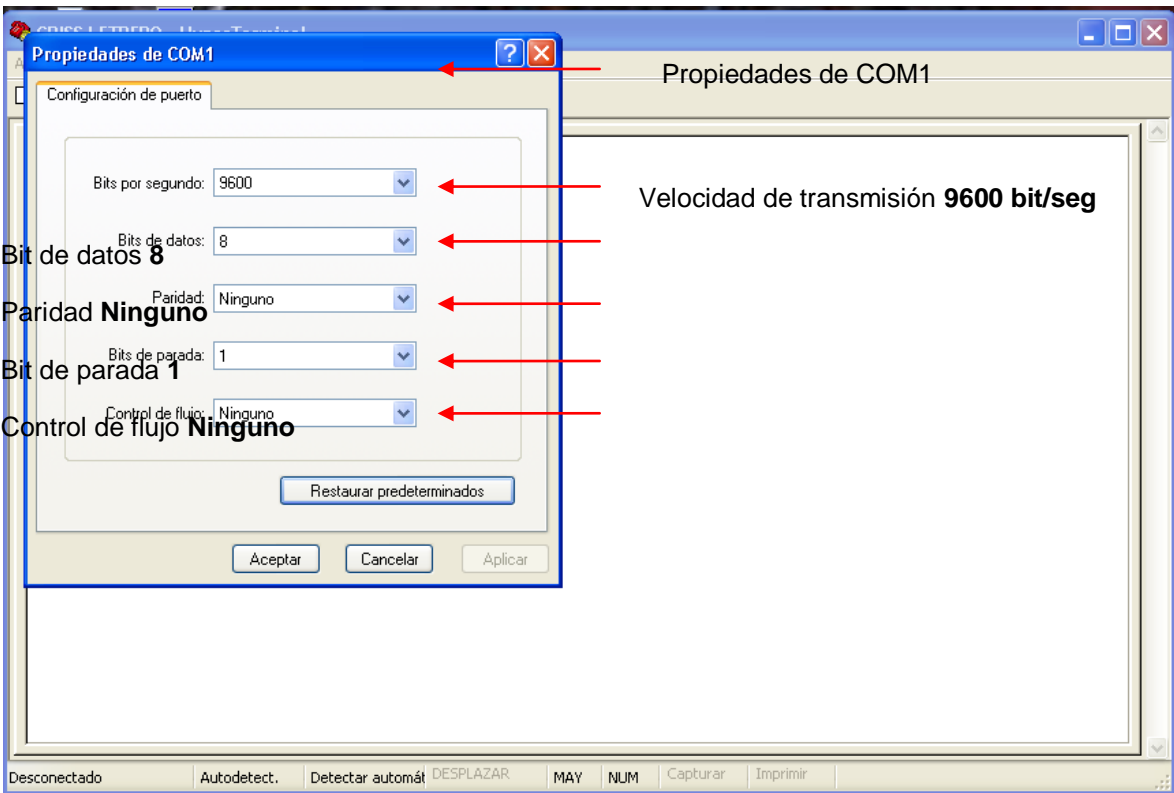 CRISS LETRERO - HyperTerminal
Propiedades de COM1
Propiedades de COM1
Configuración de puerto
Bits por segundo: 9600
Velocidad de transmisión 9600 bit/seg
Bits de datos: 8
Bit de datos 8
Paridad: Ninguno
Paridad Ninguno
Bits de parada: 1
Bit de parada 1
Control de flujo: Ninguno
Control de flujo Ninguno
Restaurar predeterminados
Aceptar Cancelar Aplicar
Desconectado Autodetect. Detectar automát DESPLAZAR MAY NUM Capturar Imprimir